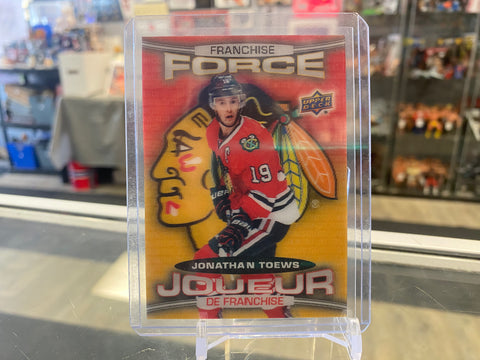 FRANCHISE
FORCE
UPPER DECK
C
19
JONATHAN TOEWS
JOUEUR
DE FRANCHISE